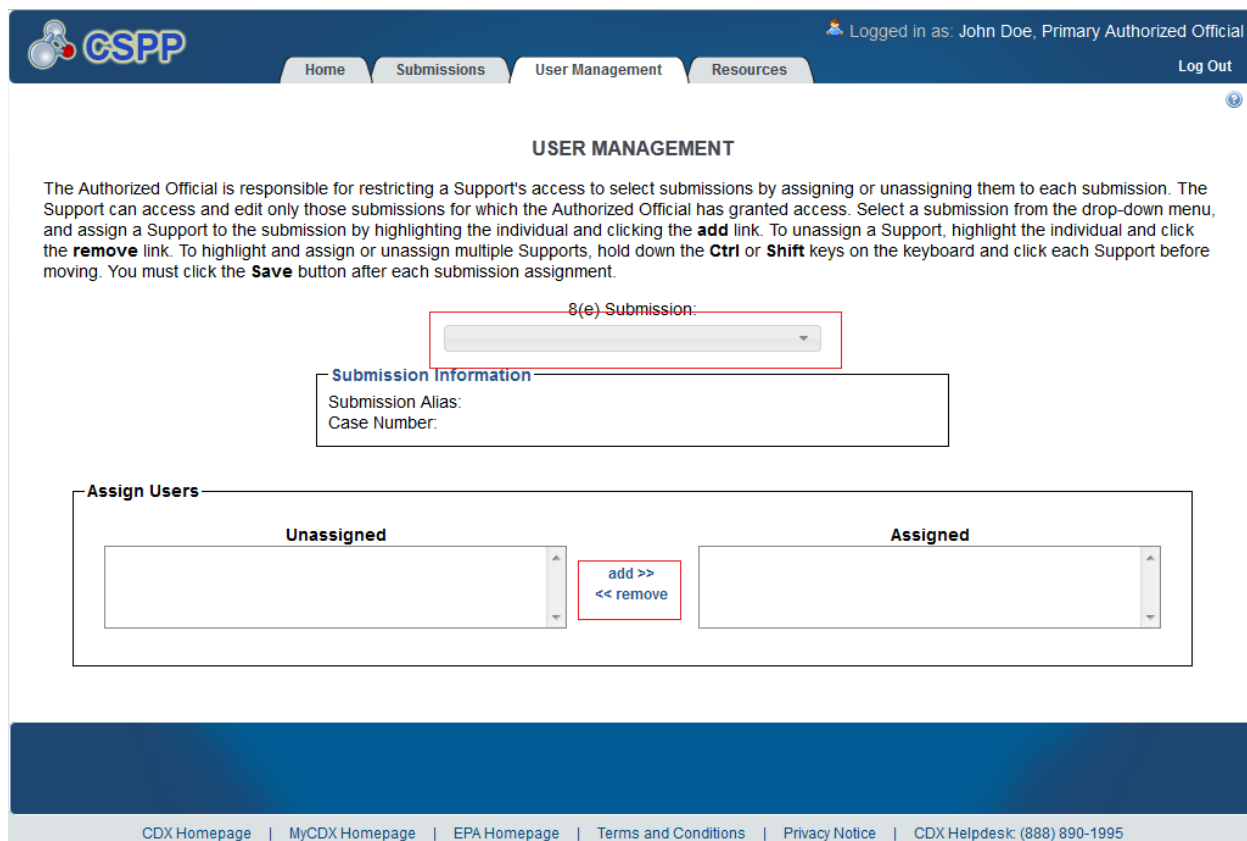 CSPP
Logged in as: John Doe, Primary Authorized Official
Home
Submissions
User Management
Resources
Log Out
USER MANAGEMENT
The Authorized Official is responsible for restricting a Support's access to select submissions by assigning or unassigning them to each submission. The
Support can access and edit only those submissions for which the Authorized Official has granted access. Select a submission from the drop-down menu,
and assign a Support to the submission by highlighting the individual and clicking the add link. To unassign a Support, highlight the individual and click
the remove link. To highlight and assign or unassign multiple Supports, hold down the Ctrl or Shift keys on the keyboard and click each Support before
moving. You must click the Save button after each submission assignment.
8(e) Submission:
Submission Information
Submission Alias:
Case Number:
Assign Users
Unassigned
Assigned
add >>
<< remove
CDX Homepage | MyCDX Homepage | EPA Homepage | Terms and Conditions | Privacy Notice | CDX Helpdesk: (888) 890-1995